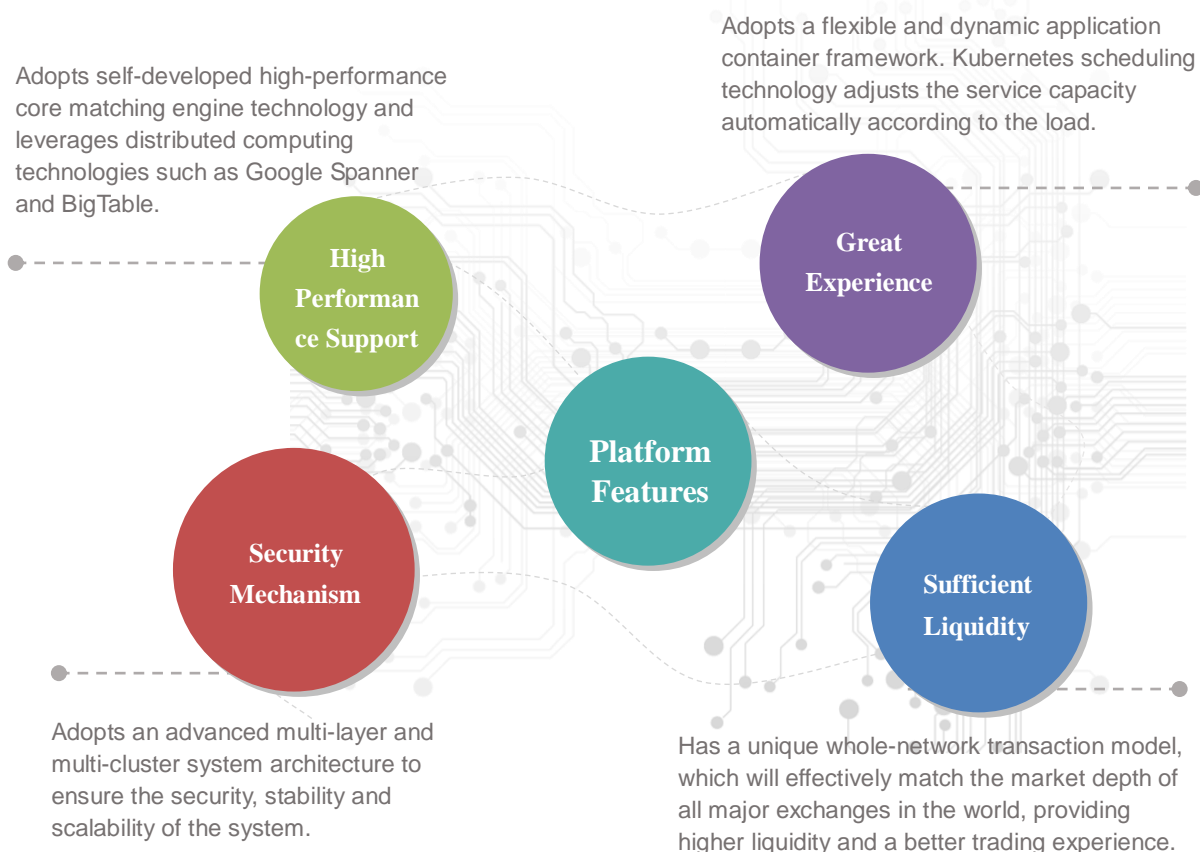 Adopts self-developed high-performance
core matching engine technology and
leverages distributed computing
technologies such as Google Spanner
and BigTable.
High
Performan
ce Support
Adopts a flexible and dynamic application
container framework. Kubernetes scheduling
technology adjusts the service capacity
automatically according to the load.
Great
Experience
Platform
Features
Security
Mechanism
Adopts an advanced multi-layer and
multi-cluster system architecture to
ensure the security, stability and
scalability of the system.
Sufficient
Liquidity
Has a unique whole-network transaction model,
which will effectively match the market depth of
all major exchanges in the world, providing
higher liquidity and a better trading experience.